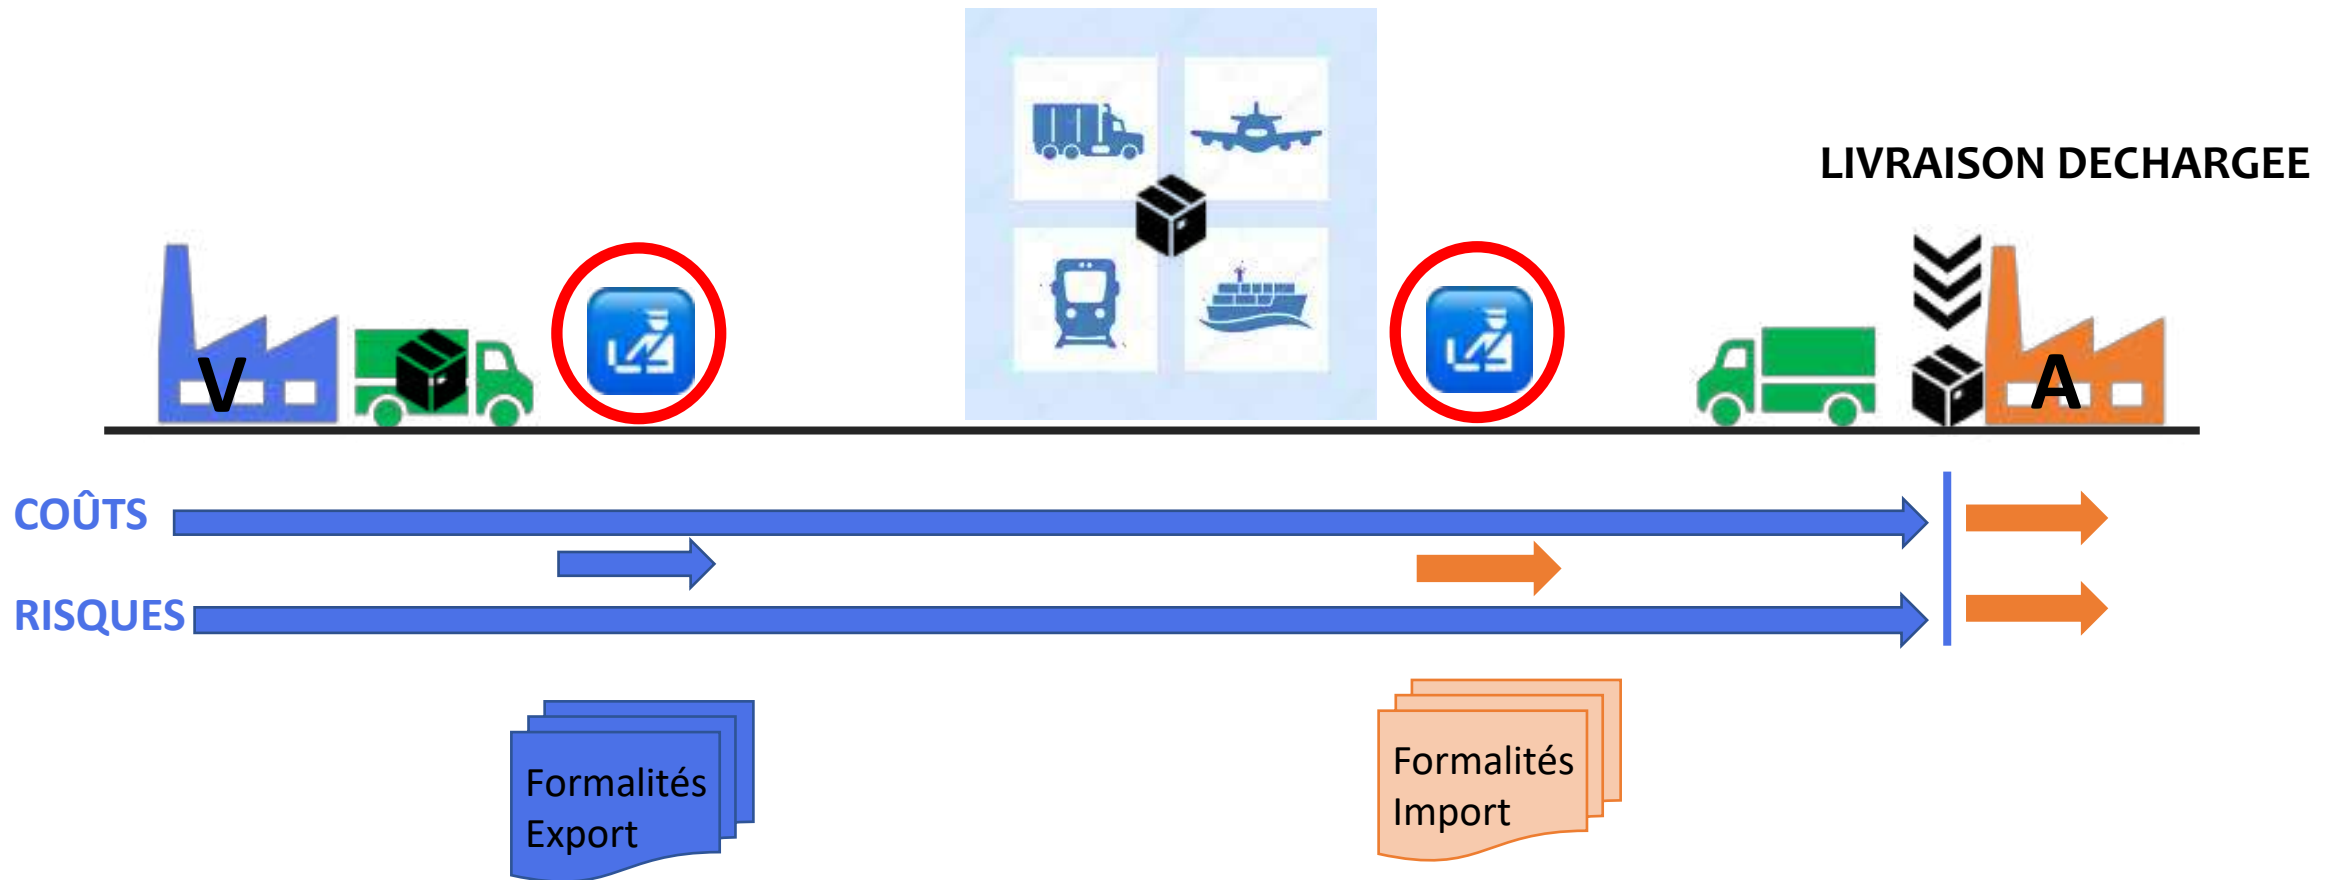 LIVRAISON DECHARGEE
V
A
COÛTS
RISQUES
Formalités
Export
Formalités
Import